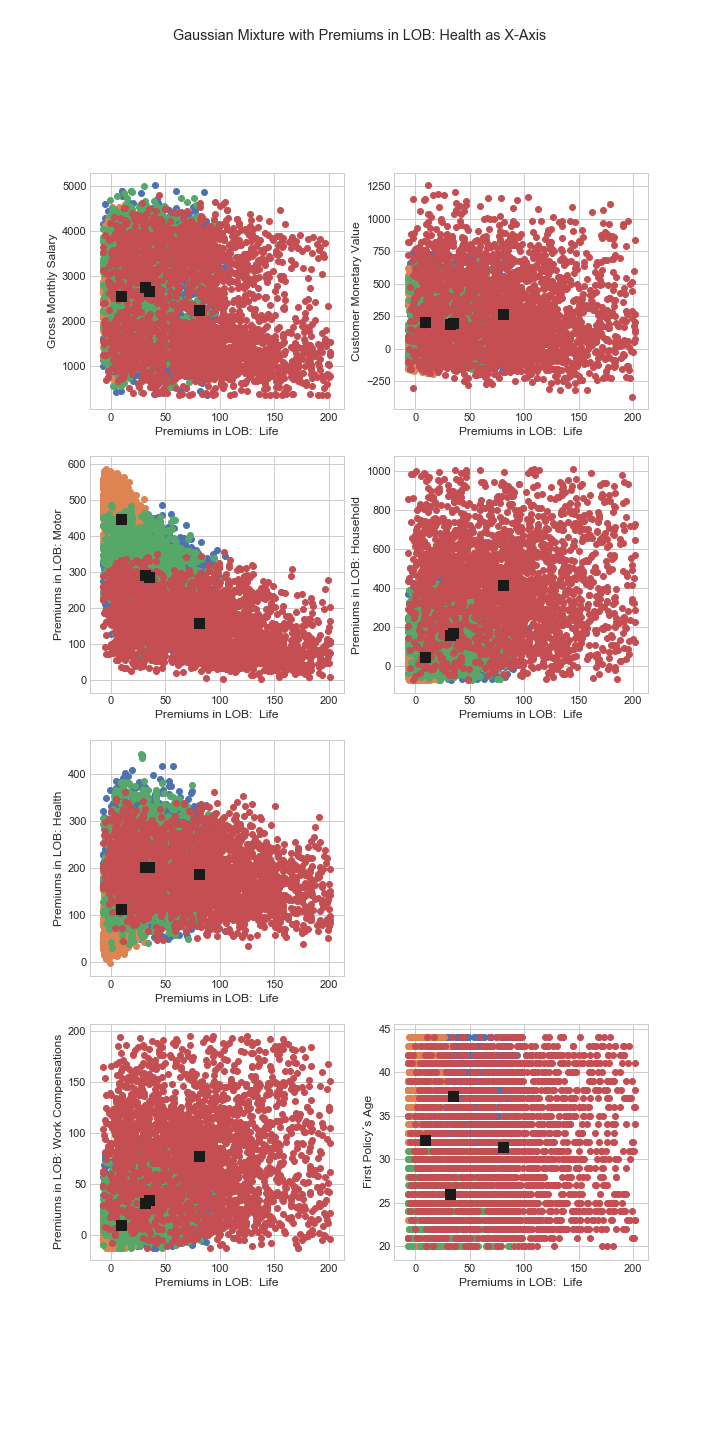 Gaussian Mixture with Premiums in LOB: Health as X-Axis
Gross Monthly Salary
5000
4000
3000
2000
1000
0 50 100 150 200
Premiums in LOB: Life
Customer Monetary Value
1250
1000
750
500
250
0
−250
0 50 100 150 200
Premiums in LOB: Life
Premiums in LOB: Motor
600
500
400
300
200
100
0
0 50 100 150 200
Premiums in LOB: Life
Premiums in LOB: Household
1000
800
600
400
200
0
0 50 100 150 200
Premiums in LOB: Life
Premiums in LOB: Health
400
300
200
100
0
0 50 100 150 200
Premiums in LOB: Life
Premiums in LOB: Work Compensations
200
150
100
50
0
0 50 100 150 200
Premiums in LOB: Life
First Policy´s Age
45
40
35
30
25
20
0 50 100 150 200
Premiums in LOB: Life